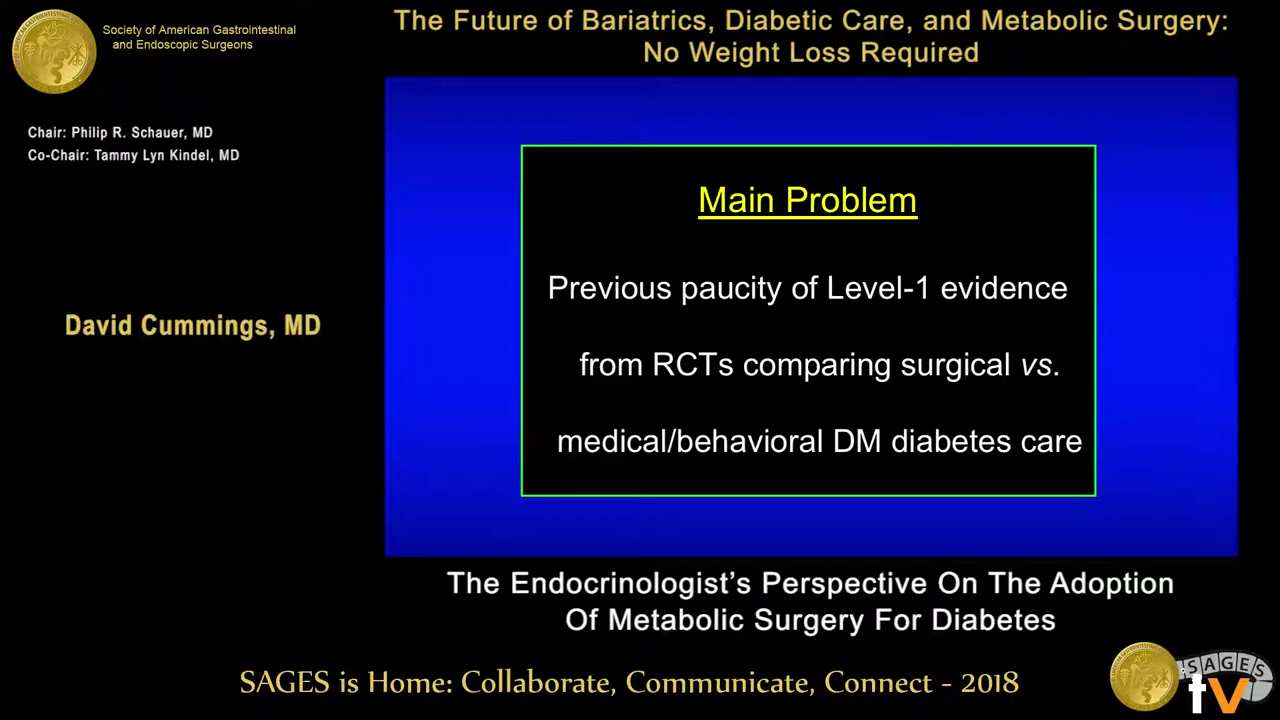 Society of American Gastrointestinal
and Endoscopic Surgeons
The Future of Bariatrics, Diabetic Care, and Metabolic Surgery:
No Weight Loss Required
Chair: Philip R. Schauer, MD
Co-Chair: Tammy Lyn Kindel, MD
David Cummings, MD
Main Problem
Previous paucity of Level-1 evidence
from RCTs comparing surgical vs.
medical/behavioral DM diabetes care
The Endocrinologist's Perspective On The Adoption
Of Metabolic Surgery For Diabetes
SAGES is Home: Collaborate, Communicate, Connect - 2018
SAGES
tv